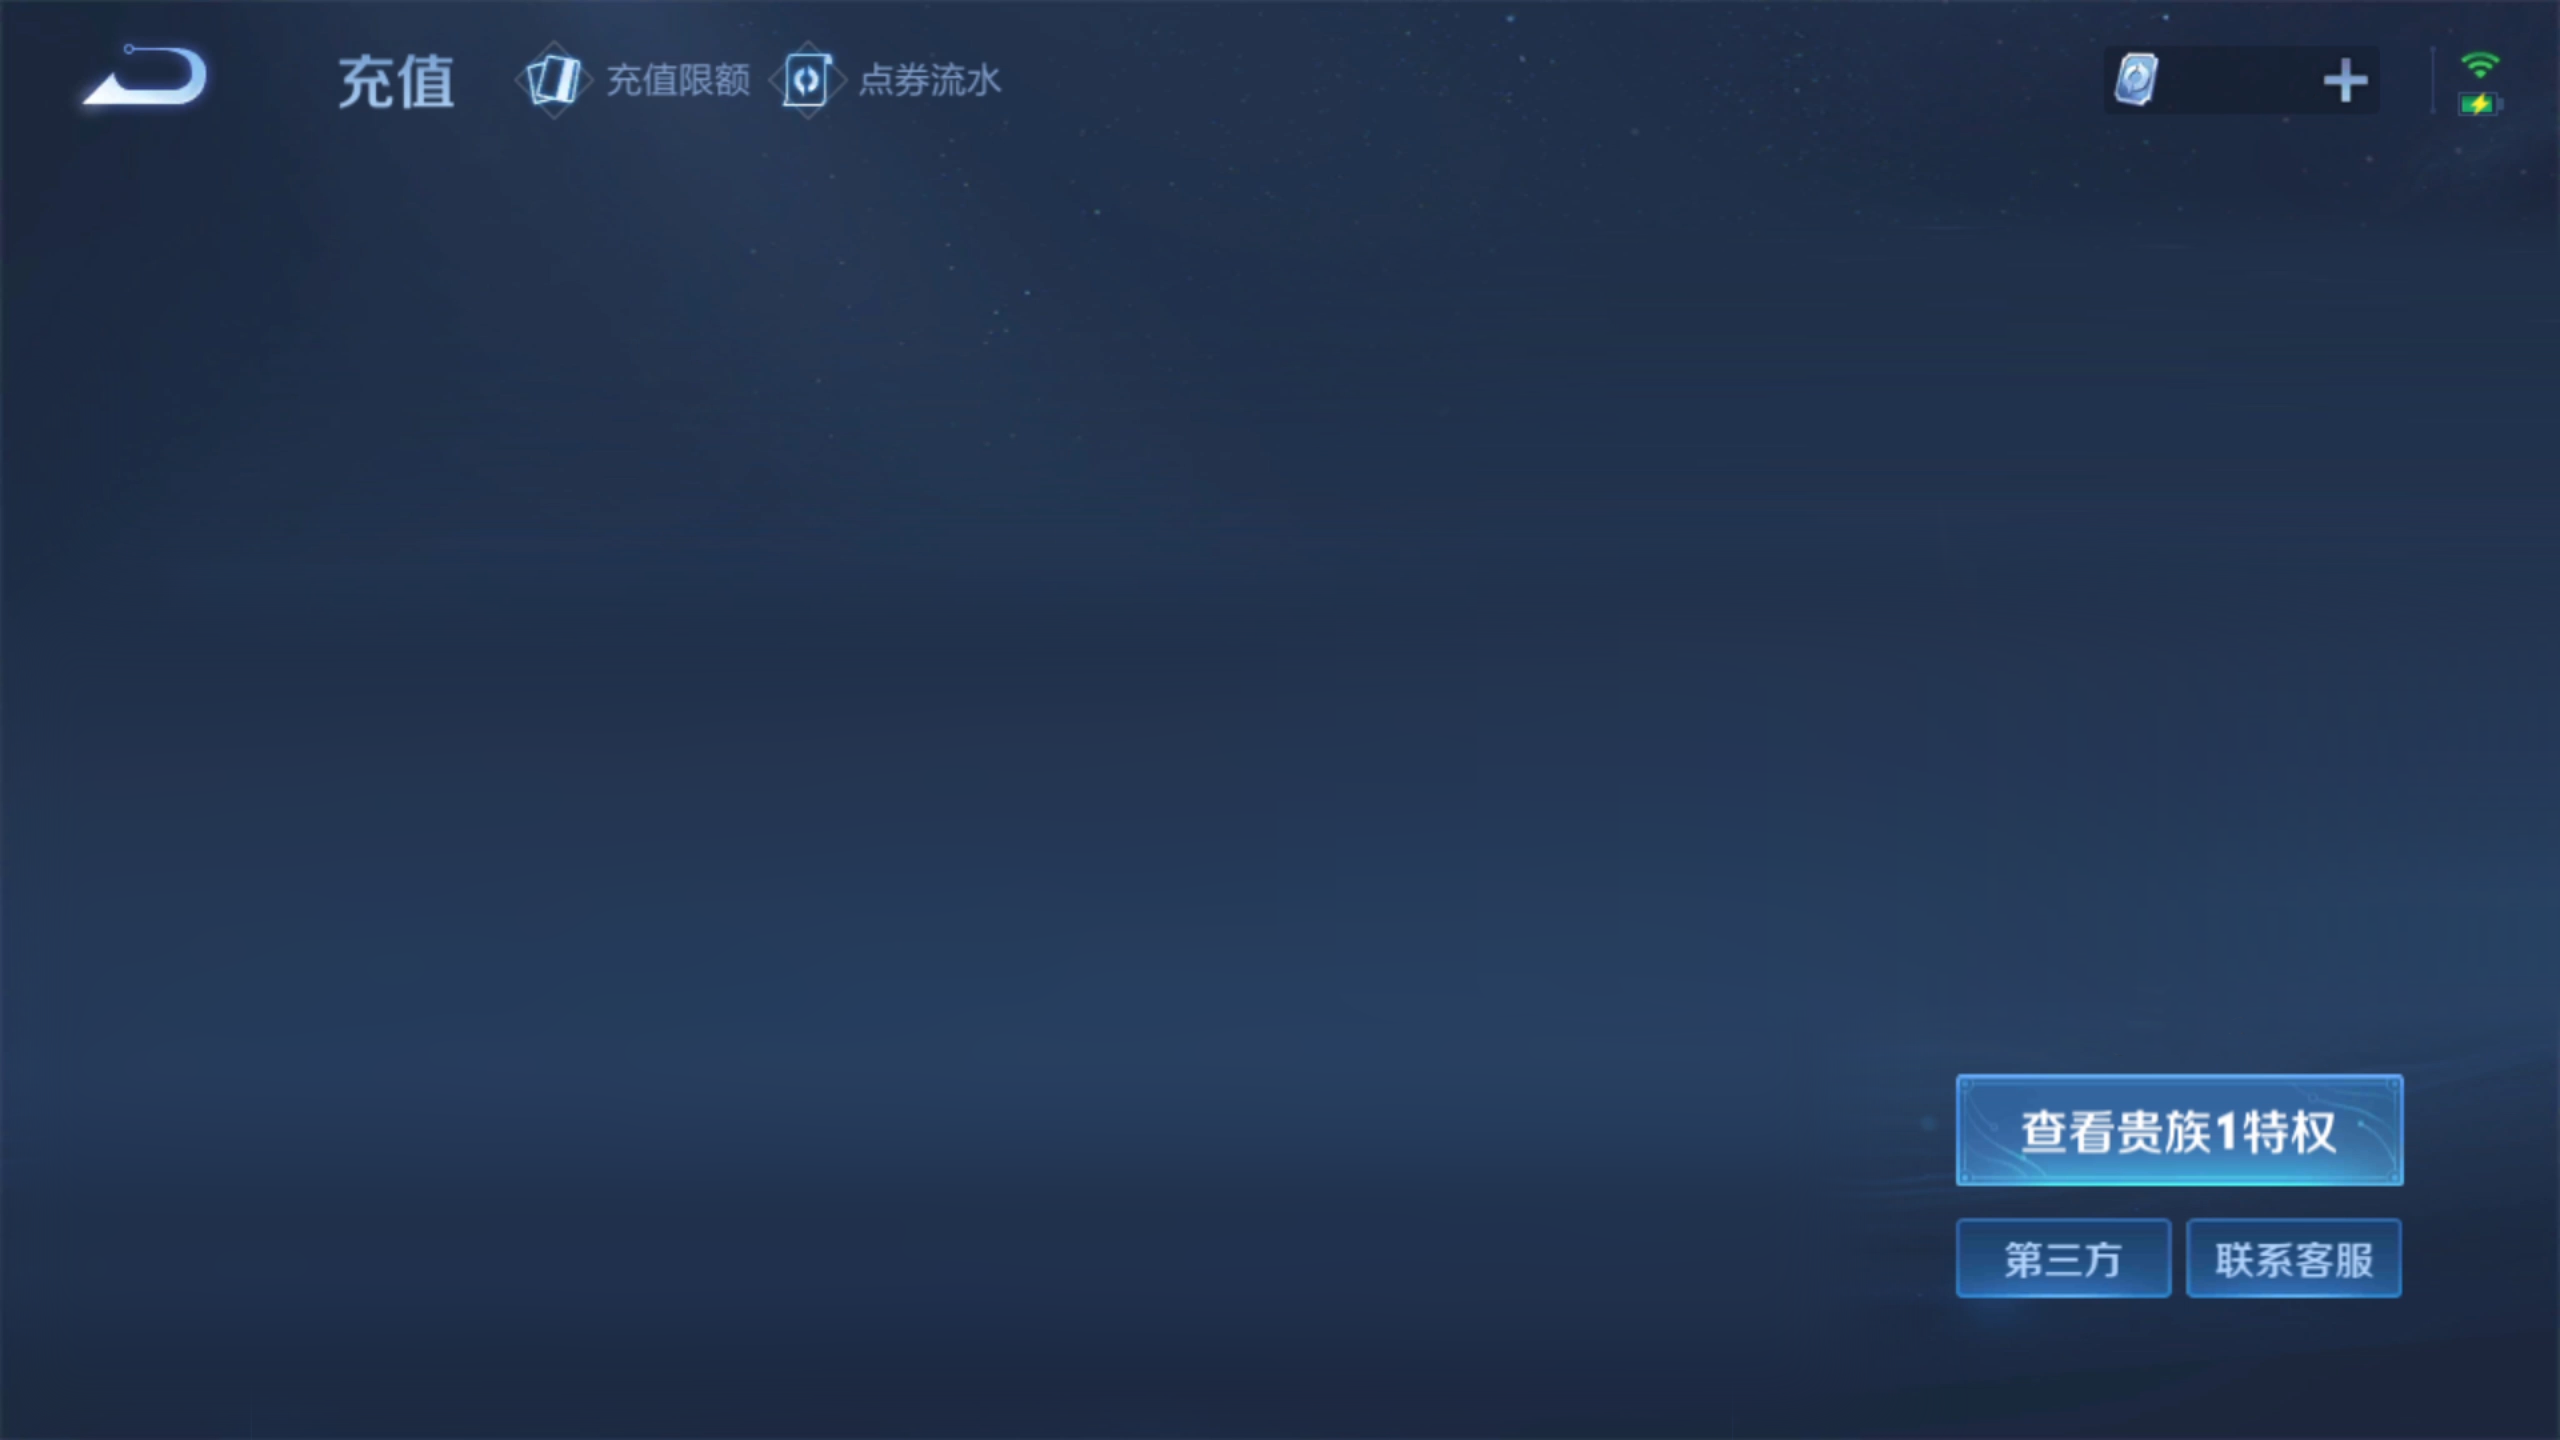 充值
充值限额
点券流水
查看贵族1特权
第三方
联系客服